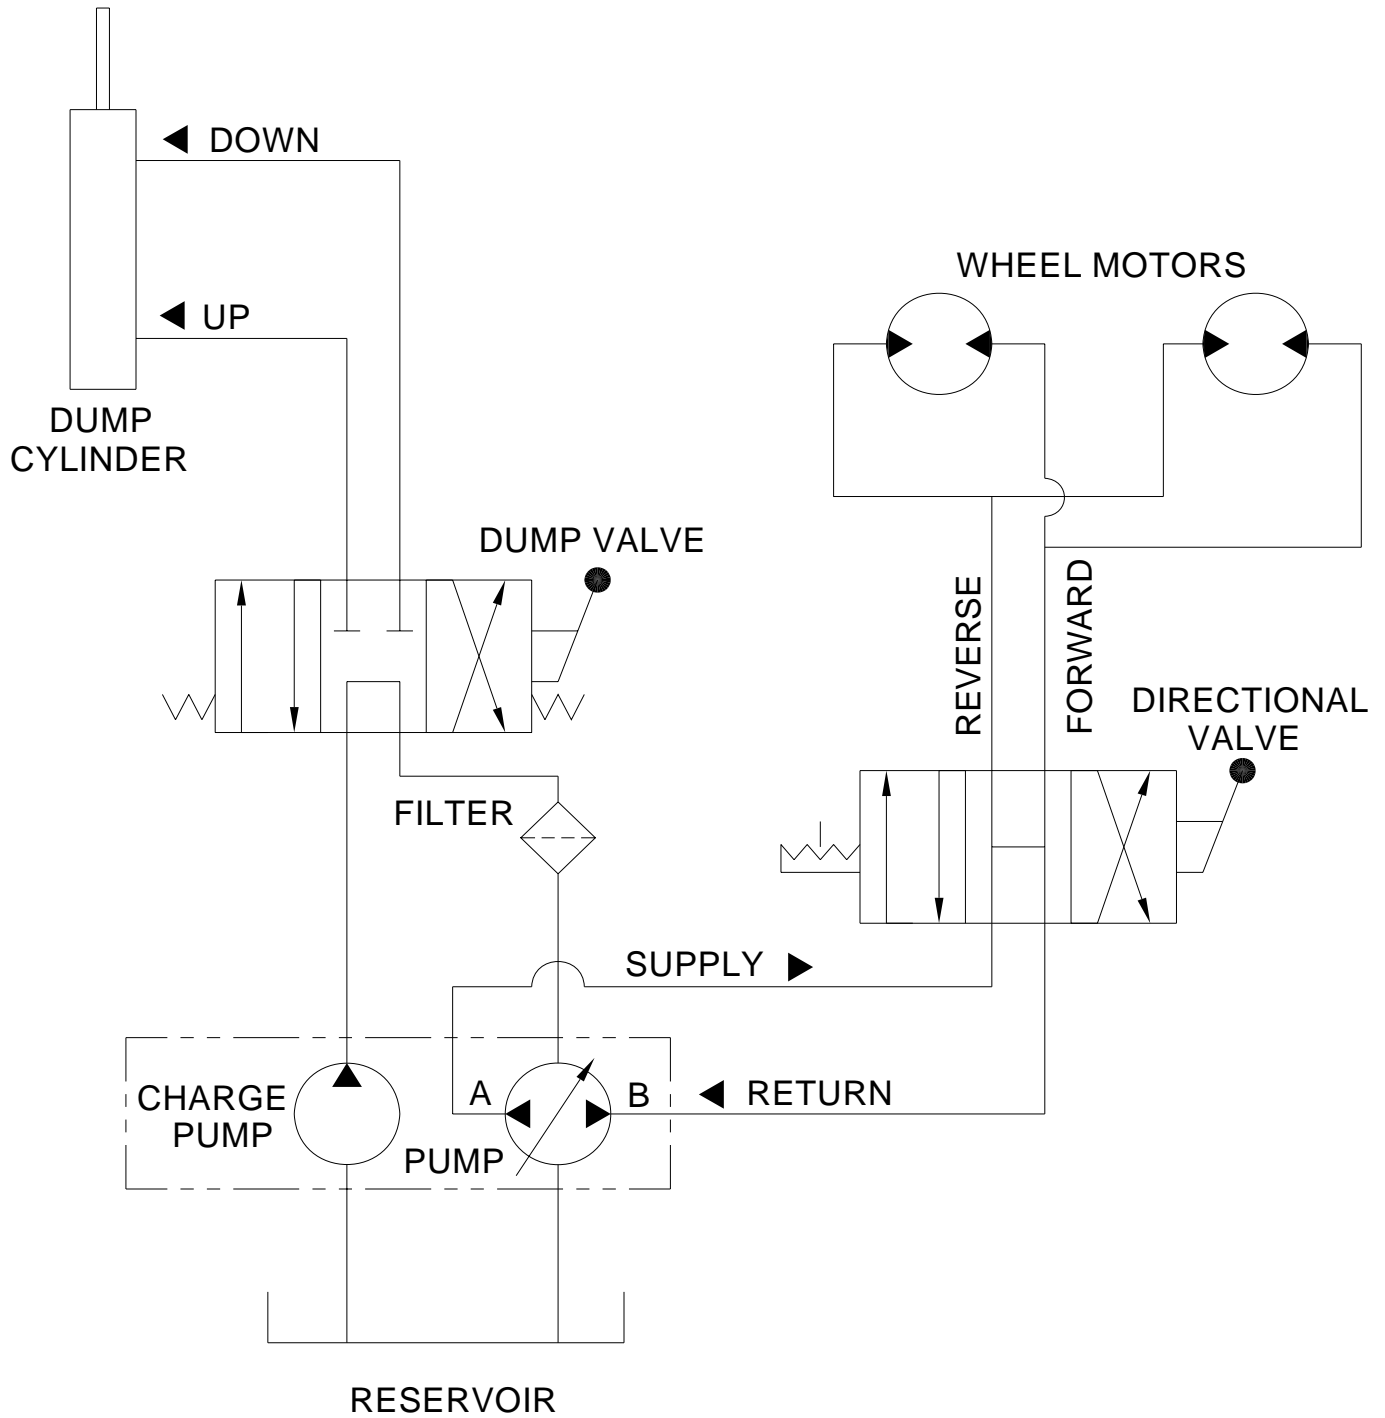 DOWN
WHEEL MOTORS
UP
DUMP
CYLINDER
DUMP VALVE
REVERSE
FORWARD
DIRECTIONAL
VALVE
FILTER
SUPPLY
CHARGE
PUMP
A
B
RETURN
PUMP
RESERVOIR